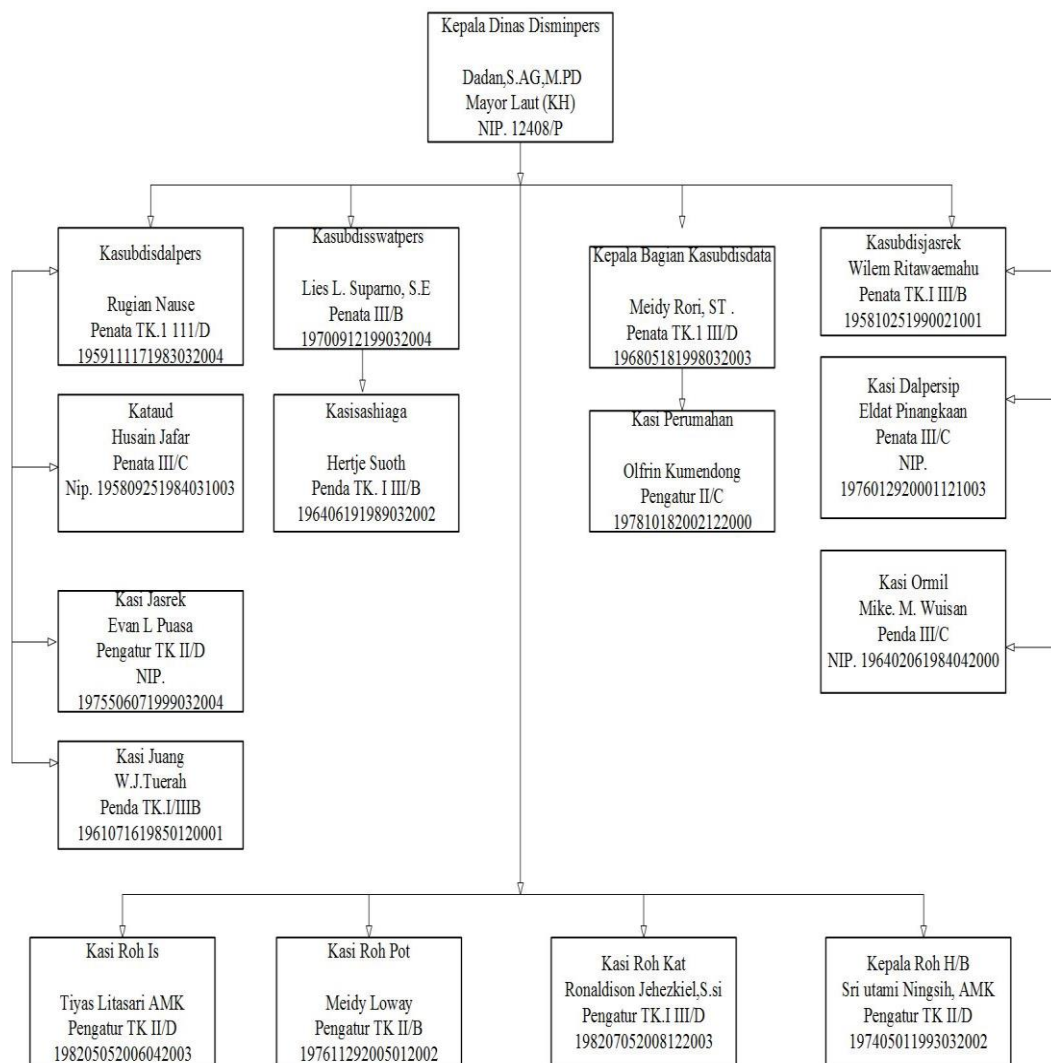 Kepala Dinas Disminpers
Dadan,S.AG,M.PD
Mayor Laut (KH)
NIP. 12408/P
Kasubdisdalpers
Rugian Nause
Penata TK.1 111/D
1959111171983032004
Kasubdisswatpers
Lies L. Suparno, S.E
Penata III/B
19700912199032004
Kepala Bagian Kasubdisdata
Meidy Rori, ST .
Penata TK.1 III/D
196805181998032003
Kasubdisjasrek
Wilem Ritawaemahu
Penata TK.I III/B
195810251990021001
Kataud
Husain Jafar
Penata III/C
Nip. 195809251984031003
Kasisashiaga
Hertje Suoth
Penda TK. I III/B
196406191989032002
Kasi Perumahan
Olfrin Kumendong
Pengatur II/C
197810182002122000
Kasi Dalpersip
Eldat Pinangkaan
Penata III/C
NIP.
1976012920001121003
Kasi Jasrek
Evan L Puasa
Pengatur TK II/D
NIP.
1975506071999032004
Kasi Ormil
Mike. M. Wuisan
Penda III/C
NIP. 196402061984042000
Kasi Juang
W.J.Tuerah
Penda TK.I/IIIB
1961071619850120001
Kasi Roh Is
Tiyas Litasari AMK
Pengatur TK II/D
198205052006042003
Kasi Roh Pot
Meidy Loway
Pengatur TK II/B
197611292005012002
Kasi Roh Kat
Ronaldison Jehezkiel,S.si
Pengatur TK.I III/D
198207052008122003
Kepala Roh H/B
Sri utami Ningsih, AMK
Pengatur TK II/D
197405011993032002